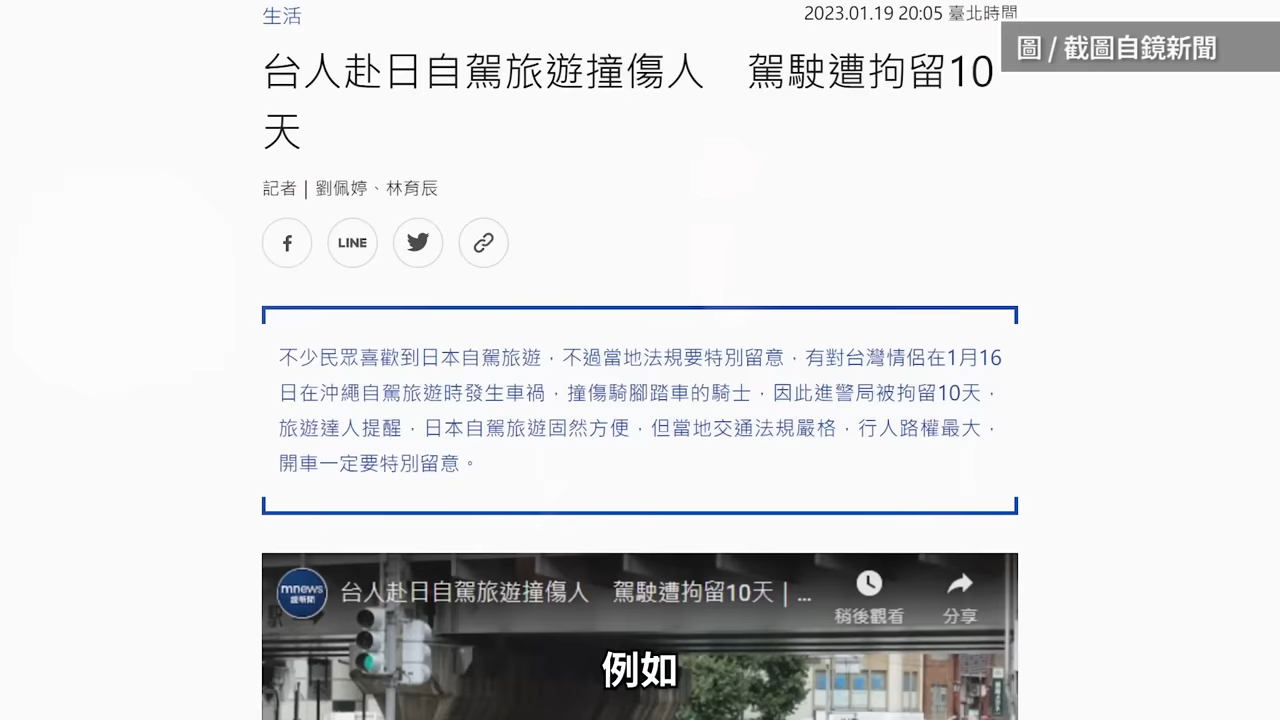 生活
2023.01.19 20:05 臺北時間
圖 / 截圖自鏡新聞
台人赴日自駕旅遊撞傷人　駕駛遭拘留10
天
記者 | 劉佩婷、林育辰
f
LINE
不少民眾喜歡到日本自駕旅遊，不過當地法規要特別留意，有對台灣情侶在1月16
日在沖繩自駕旅遊時發生車禍，撞傷騎腳踏車的騎士，因此進警局被拘留10天，
旅遊達人提醒，日本自駕旅遊固然方便，但當地交通法規嚴格，行人路權最大，
開車一定要特別留意。
mnews
鏡新聞
台人赴日自駕旅遊撞傷人　駕駛遭拘留10天 | ...
稍後觀看
分享
例如